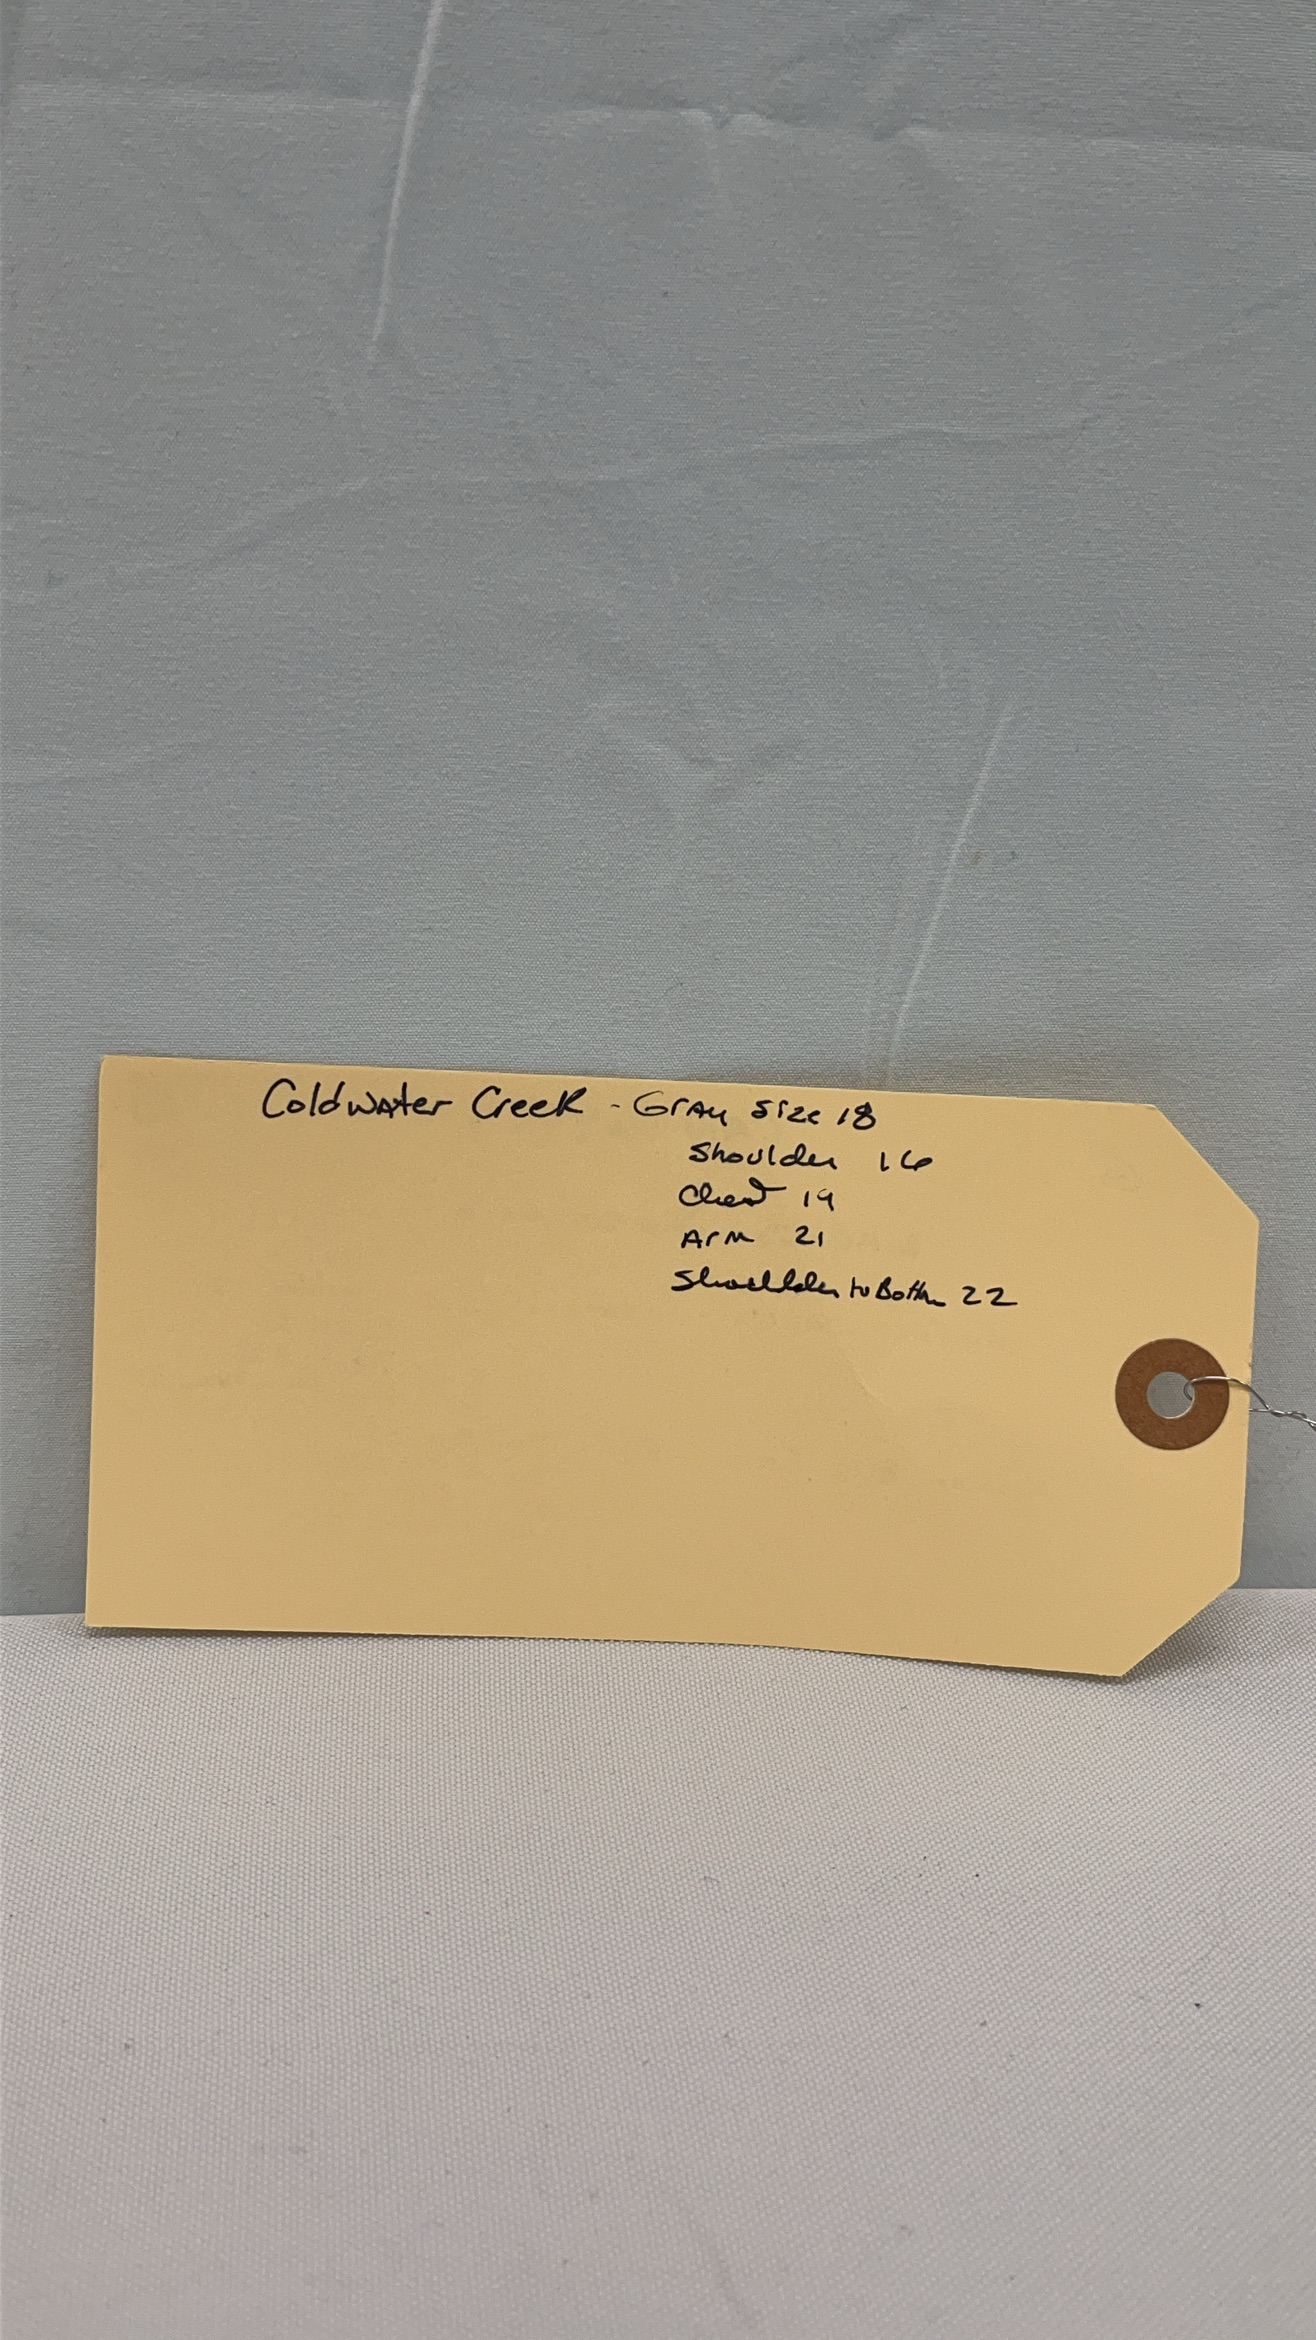 Coldwater Creek - Gray Size 18
Shoulder 16
Chest 19
Arm 21
Shoulder to Bottom 22